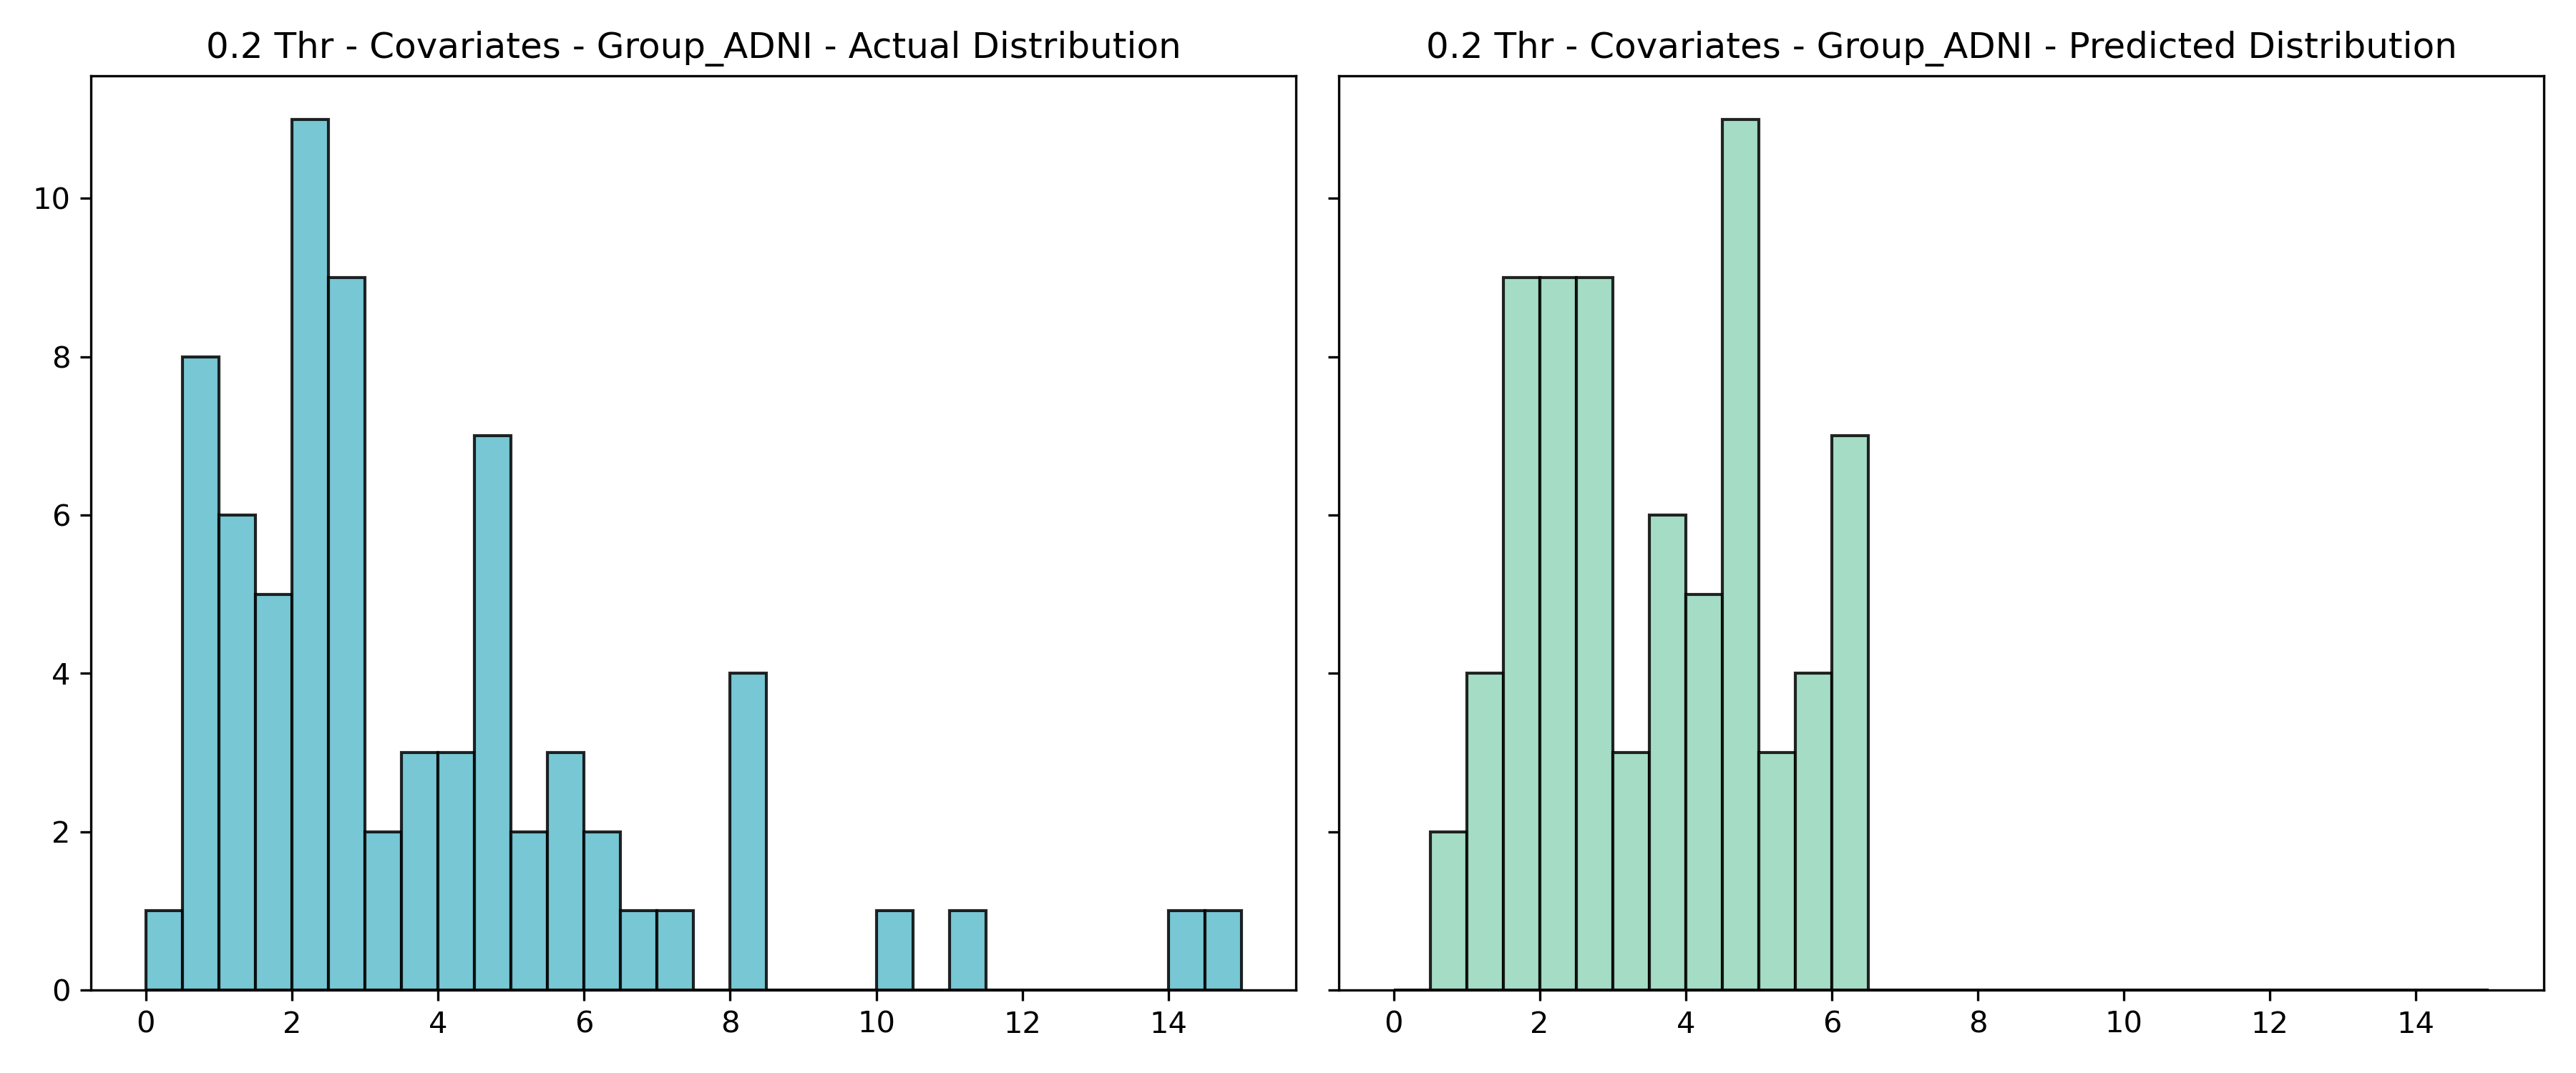 0.2 Thr - Covariates - Group_ADNI - Actual Distribution
0.2 Thr - Covariates - Group_ADNI - Predicted Distribution
10
8
6
4
2
0
0 2 4 6 8 10 12 14
0 2 4 6 8 10 12 14